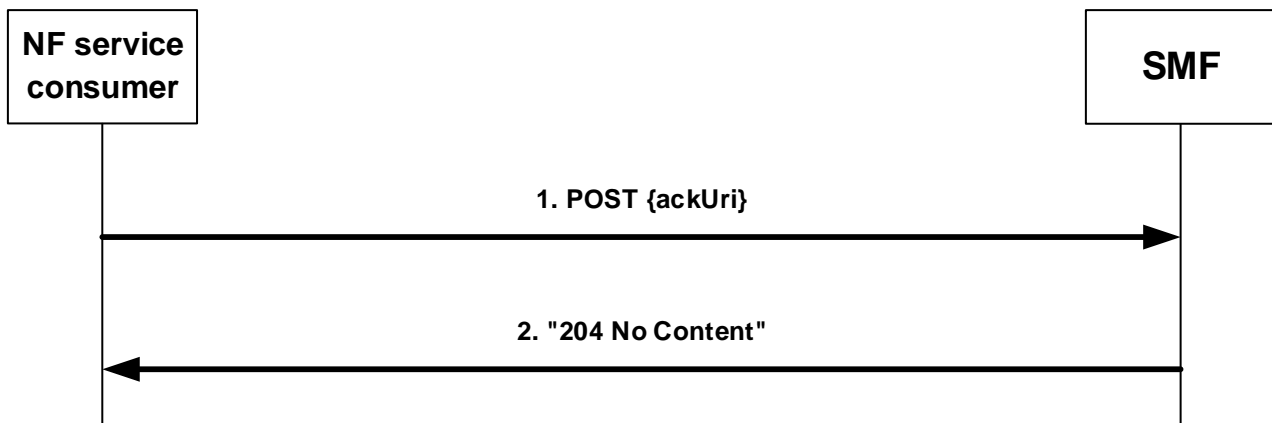 NF service
consumer
SMF
1. POST {ackUri}
2. "204 No Content"